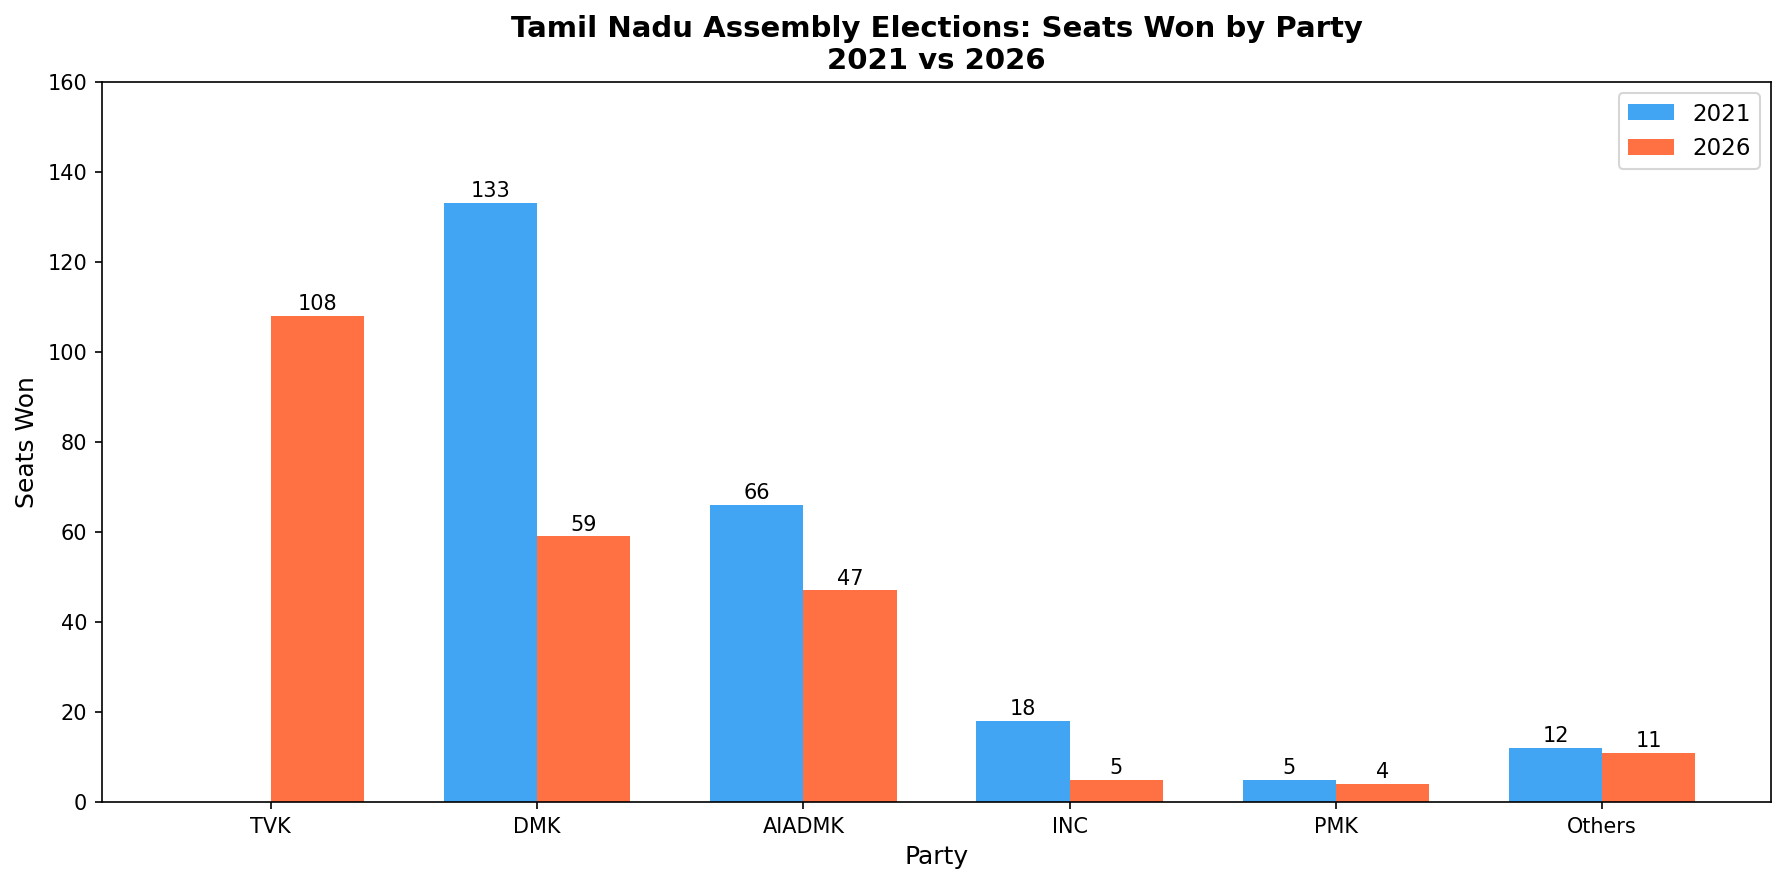 Tamil Nadu Assembly Elections: Seats Won by Party
2021 vs 2026
2021
2026
Seats Won
160
140
120
100
80
60
40
20
0
108
133
59
66
47
18
5
5
4
12
11
TVK
DMK
AIADMK
INC
PMK
Others
Party